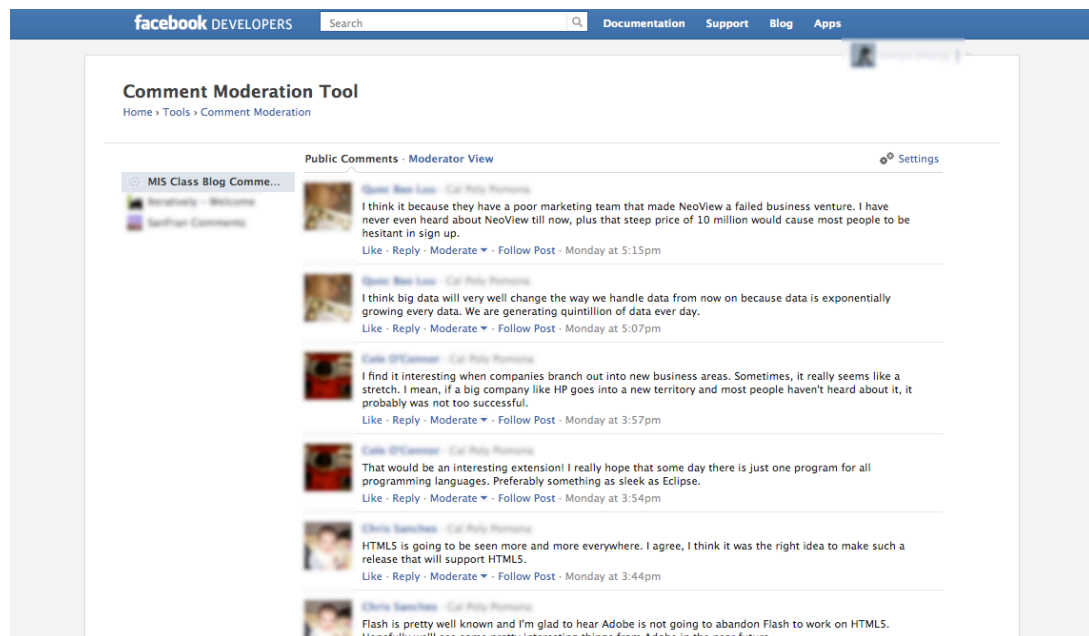 facebook DEVELOPERS
Search
Documentation
Support
Blog
Apps
Comment Moderation Tool
Home › Tools › Comment Moderation
Public Comments · Moderator View
Settings
MIS Class Blog Comme...
I think it because they have a poor marketing team that made NeoView a failed business venture. I have
never even heard about NeoView till now, plus that steep price of 10 million would cause most people to be
hesitant in sign up.
Like · Reply · Moderate · Follow Post · Monday at 5:15pm
I think big data will very well change the way we handle data from now on because data is exponentially
growing every data. We are generating quintillion of data ever day.
Like · Reply · Moderate · Follow Post · Monday at 5:07pm
I find it interesting when companies branch out into new business areas. Sometimes, it really seems like a
stretch. I mean, if a big company like HP goes into a new territory and most people haven't heard about it, it
probably was not too successful.
Like · Reply · Moderate · Follow Post · Monday at 3:57pm
That would be an interesting extension! I really hope that some day there is just one program for all
programming languages. Preferably something as sleek as Eclipse.
Like · Reply · Moderate · Follow Post · Monday at 3:54pm
HTML5 is going to be seen more and more everywhere. I agree, I think it was the right idea to make such a
release that will support HTML5.
Like · Reply · Moderate · Follow Post · Monday at 3:44pm
Flash is pretty well known and I'm glad to hear Adobe is not going to abandon Flash to work on HTML5.